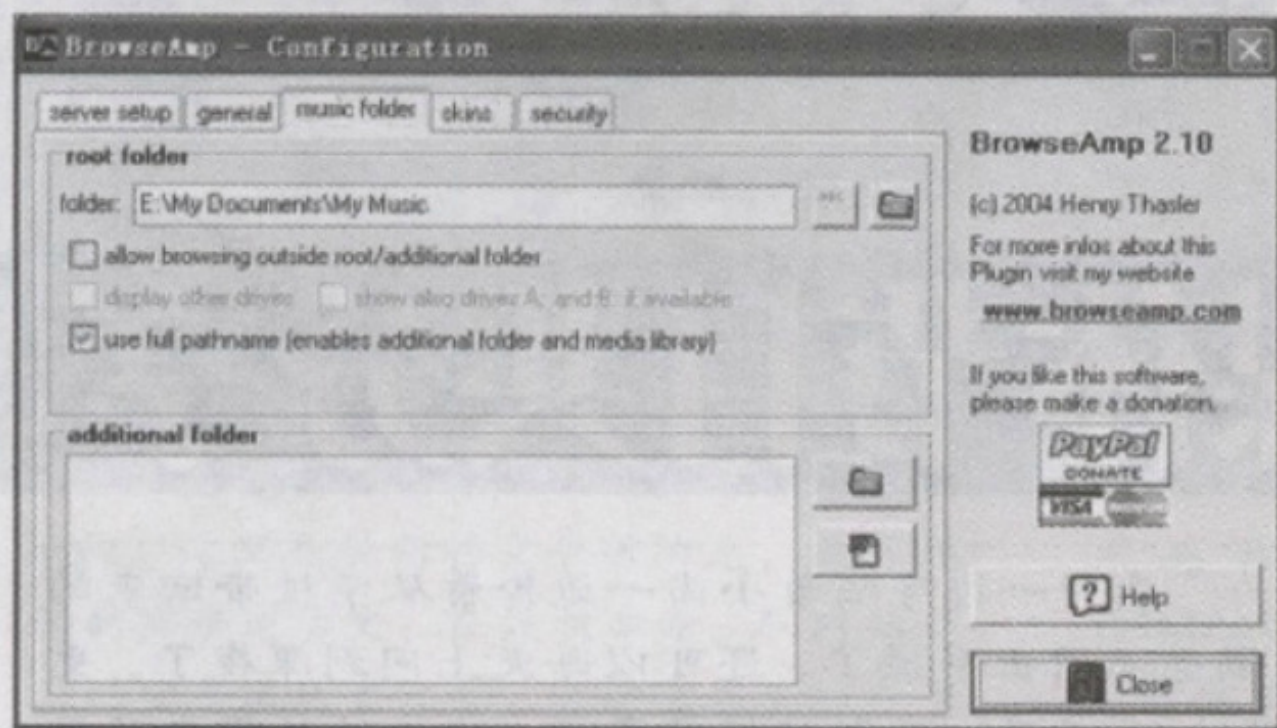 BrowseAmp - Configuration
server setup general music folder skins security
root folder
folder: E:\My Documents\My Music
allow browsing outside root/additional folder
display other drives show also drives A: and B: if available
use full pathname (enables additional folder and media library)
additional folder
BrowseAmp 2.10
(c) 2004 Henry Thasler
For more infos about this
Plugin visit my website
www.browseamp.com
If you like this software,
please make a donation.
PayPal
DONATE
VISA
Help
Close